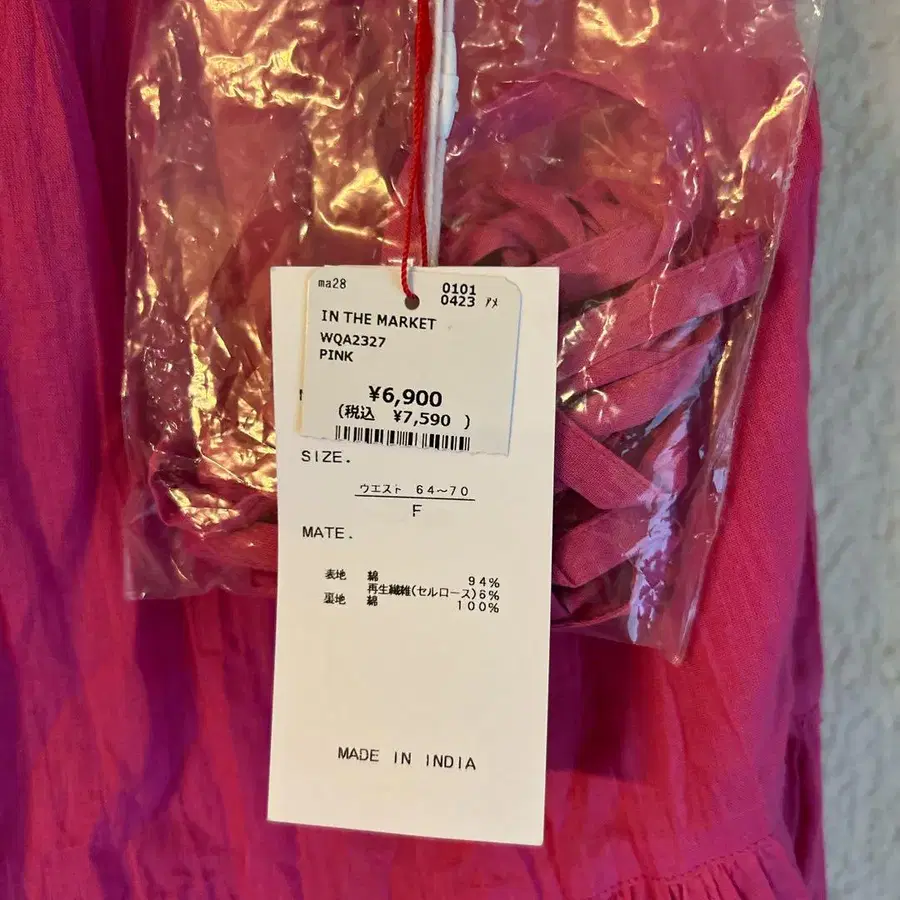 ma28
0101
0423 アメ
IN THE MARKET
WQA2327
PINK
¥6,900
(税込 ¥7,590 )
SIZE.
ウエスト 64〜70
F
MATE.
表地 綿 94%
再生繊維(セルロース)6%
裏地 綿 100%
MADE IN INDIA